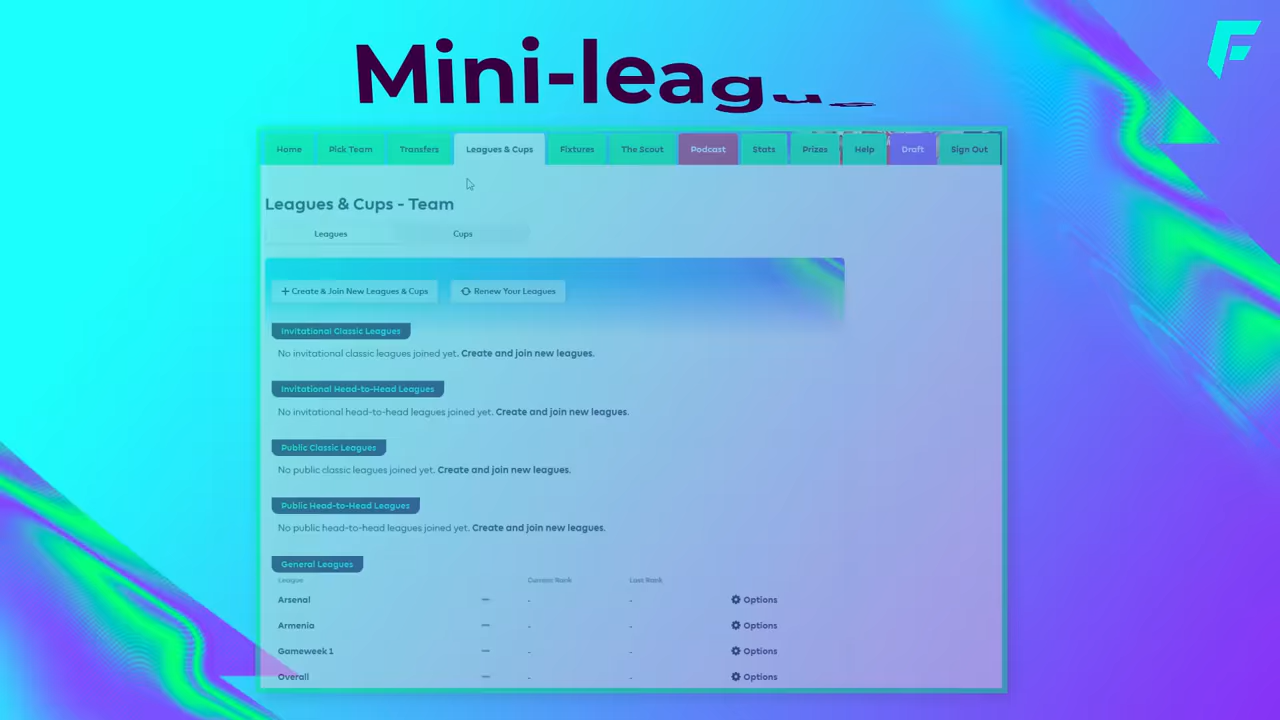 Mini-leagu
Home Pick Team Transfers Leagues & Cups Fixtures The Scout Podcast Stats Prizes Help Draft Sign Out
Leagues & Cups - Team
Leagues Cups
+ Create & Join New Leagues & Cups Renew Your Leagues
Invitational Classic Leagues
No invitational classic leagues joined yet. Create and join new leagues.
Invitational Head-to-Head Leagues
No invitational head-to-head leagues joined yet. Create and join new leagues.
Public Classic Leagues
No public classic leagues joined yet. Create and join new leagues.
Public Head-to-Head Leagues
No public head-to-head leagues joined yet. Create and join new leagues.
General Leagues
League Current Rank Last Rank
Arsenal - - Options
Armenia - - Options
Gameweek 1 - - Options
Overall - - Options